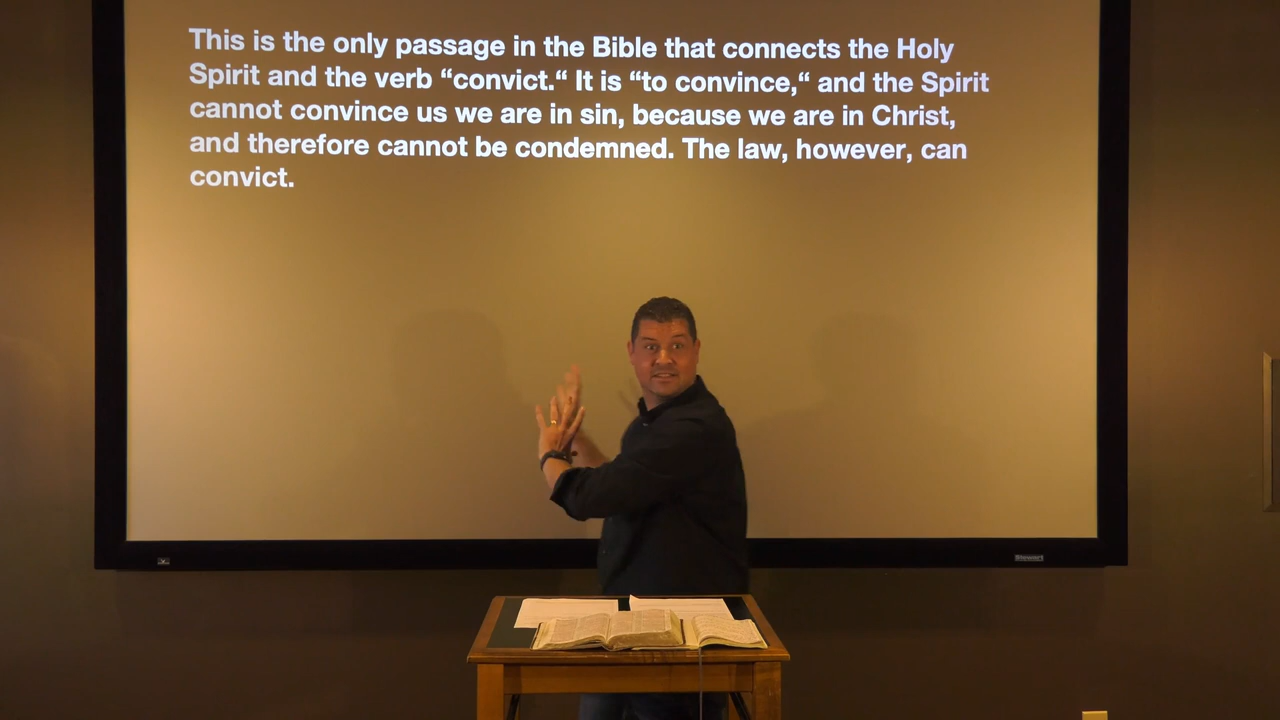 This is the only passage in the Bible that connects the Holy
Spirit and the verb “convict.“ It is “to convince,“ and the Spirit
cannot convince us we are in sin, because we are in Christ,
and therefore cannot be condemned. The law, however, can
convict.
Stewart